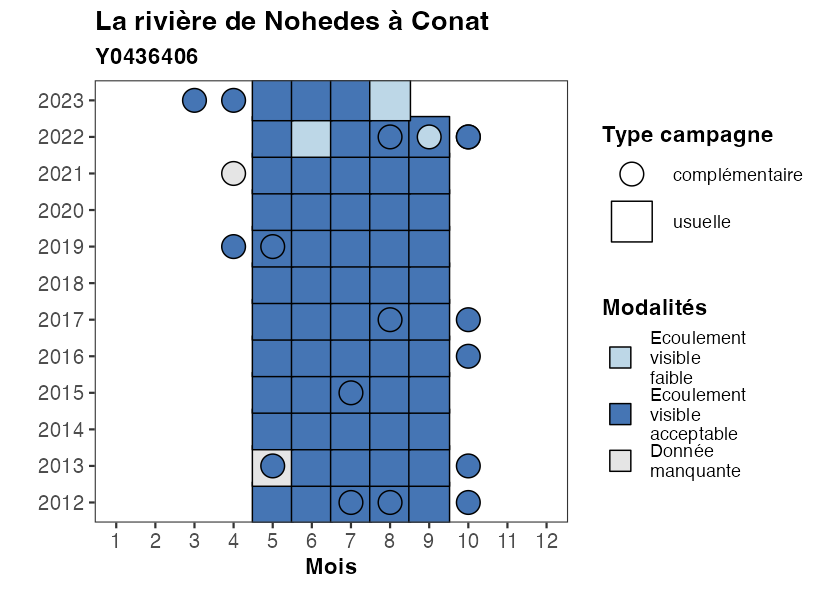 La rivière de Nohedes à Conat
Y0436406
2023
2022
2021
2020
2019
2018
2017
2016
2015
2014
2013
2012
1 2 3 4 5 6 7 8 9 10 11 12
Mois
Type campagne
complémentaire
usuelle
Modalités
Ecoulement
visible
faible
Ecoulement
visible
acceptable
Donnée
manquante